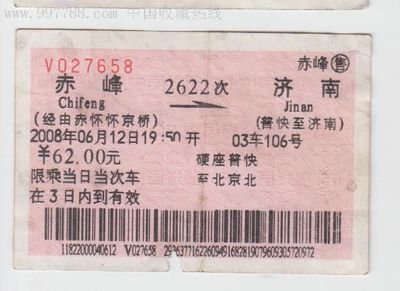 www.997788.com 中国收藏热线
V027658
赤峰售
赤峰 2622次 济南
Chifeng Jinan
(经由赤怀怀京桥) (普快至济南)
2008年06月12日19:50开 03车106号
¥62.00元 硬座普快
限乘当日当次车 至北京北
在3日内到有效